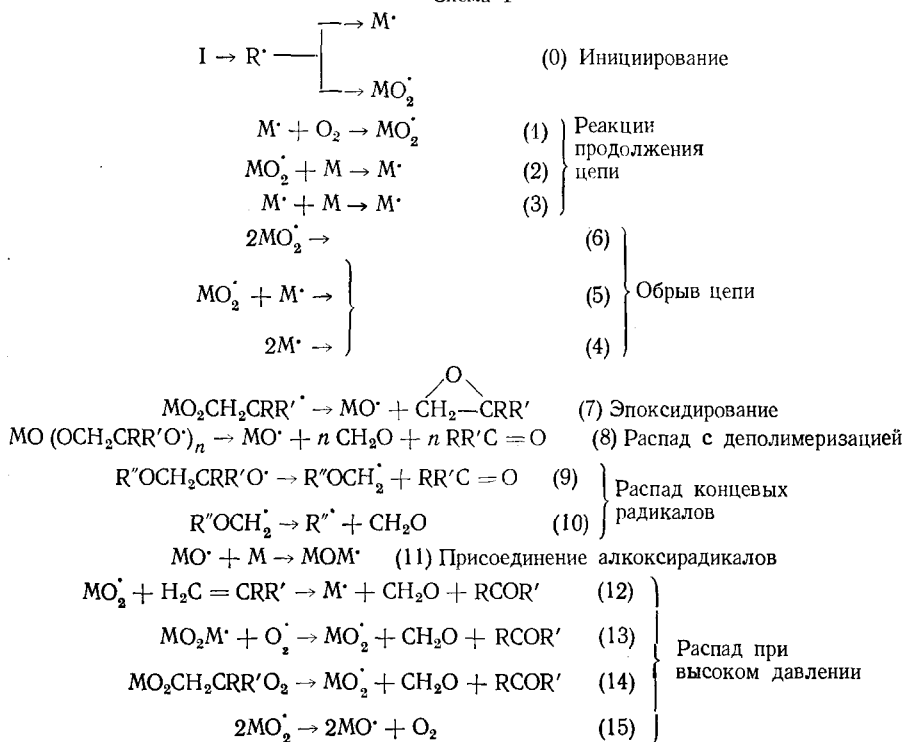 Схема 1
→ M•
I → R• — (0) Инициирование
→ MO₂•
M• + O₂ → MO₂• (1) Реакции
продолжения
MO₂• + M → M• (2) цепи
M• + M → M• (3)
2MO₂• → (6)
MO₂• + M• → (5) Обрыв цепи
2M• → (4)
O
MO₂CH₂CRR′• → MO• + CH₂—CRR′ (7) Эпоксидирование
MO (OCH₂CRR′O•)ₙ → MO• + n CH₂O + n RR′C = O (8) Распад с деполимеризацией
R″OCH₂CRR′O• → R″OCH₂• + RR′C = O (9) Распад концевых
R″OCH₂• → R″• + CH₂O (10) радикалов
MO• + M → MOM• (11) Присоединение алкоксирадикалов
MO₂• + H₂C = CRR′ → M• + CH₂O + RCOR′ (12)
MO₂M• + O₂• → MO₂• + CH₂O + RCOR′ (13) Распад при
MO₂CH₂CRR′O₂ → MO₂• + CH₂O + RCOR′ (14) высоком давлении
2MO₂• → 2MO• + O₂ (15)